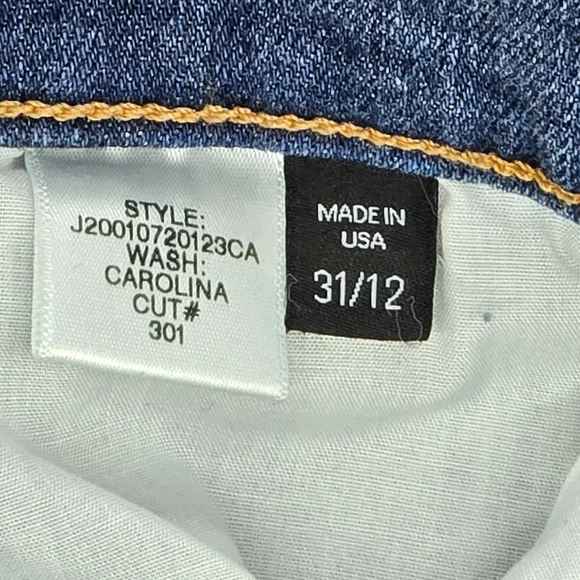 STYLE:
J20010720123CA
WASH:
CAROLINA
CUT#
301
MADE IN
USA
31/12